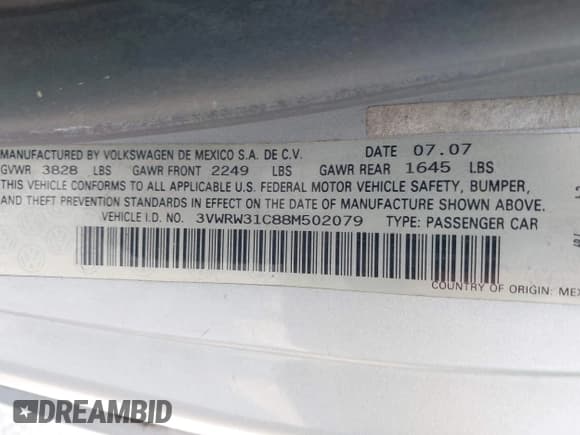 MANUFACTURED BY VOLKSWAGEN DE MEXICO S.A. DE C.V. DATE 07.07
GVWR 3828 LBS GAWR FRONT 2249 LBS GAWR REAR 1645 LBS
THIS VEHICLE CONFORMS TO ALL APPLICABLE U.S. FEDERAL MOTOR VEHICLE SAFETY, BUMPER,
AND THEFT PREVENTION STANDARDS IN EFFECT ON THE DATE OF MANUFACTURE SHOWN ABOVE.
VEHICLE I.D. NO. 3VWRW31C88M502079 TYPE: PASSENGER CAR
COUNTRY OF ORIGIN: MEX
DREAMBID